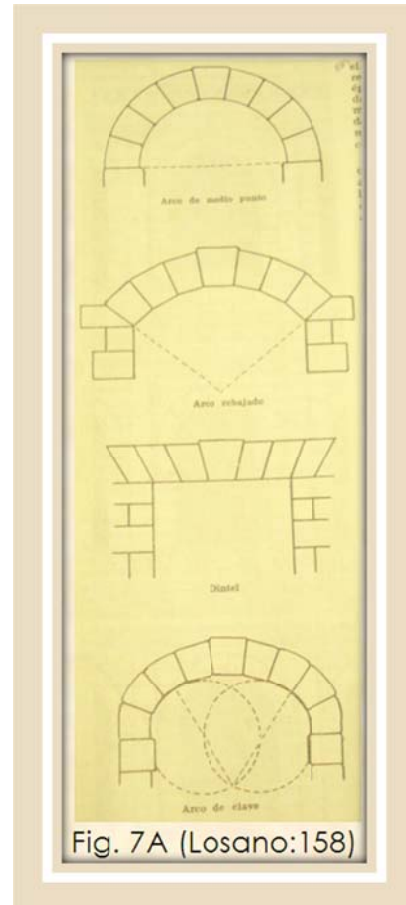 Arco de medio punto
Arco rebajado
Dintel
Arco de clave
Fig. 7A (Losano:158)